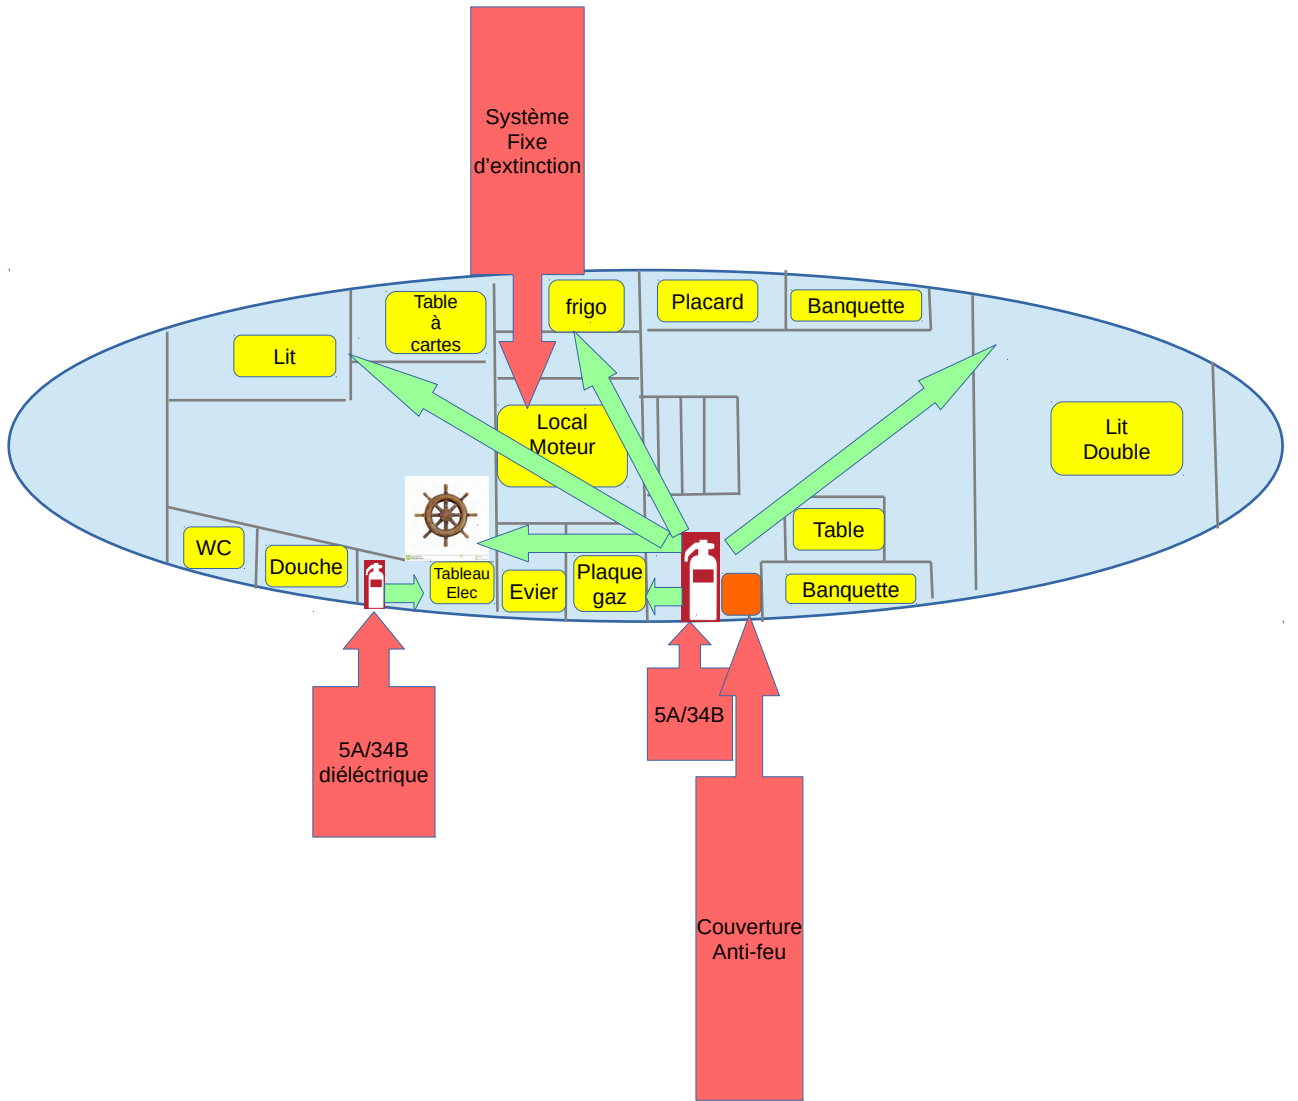 Système
Fixe
d'extinction
Table
à
cartes
frigo
Placard
Banquette
Lit
Local
Moteur
Lit
Double
WC
Douche
Tableau
Elec
Evier
Plaque
gaz
Table
Banquette
5A/34B
diéléctrique
5A/34B
Couverture
Anti-feu